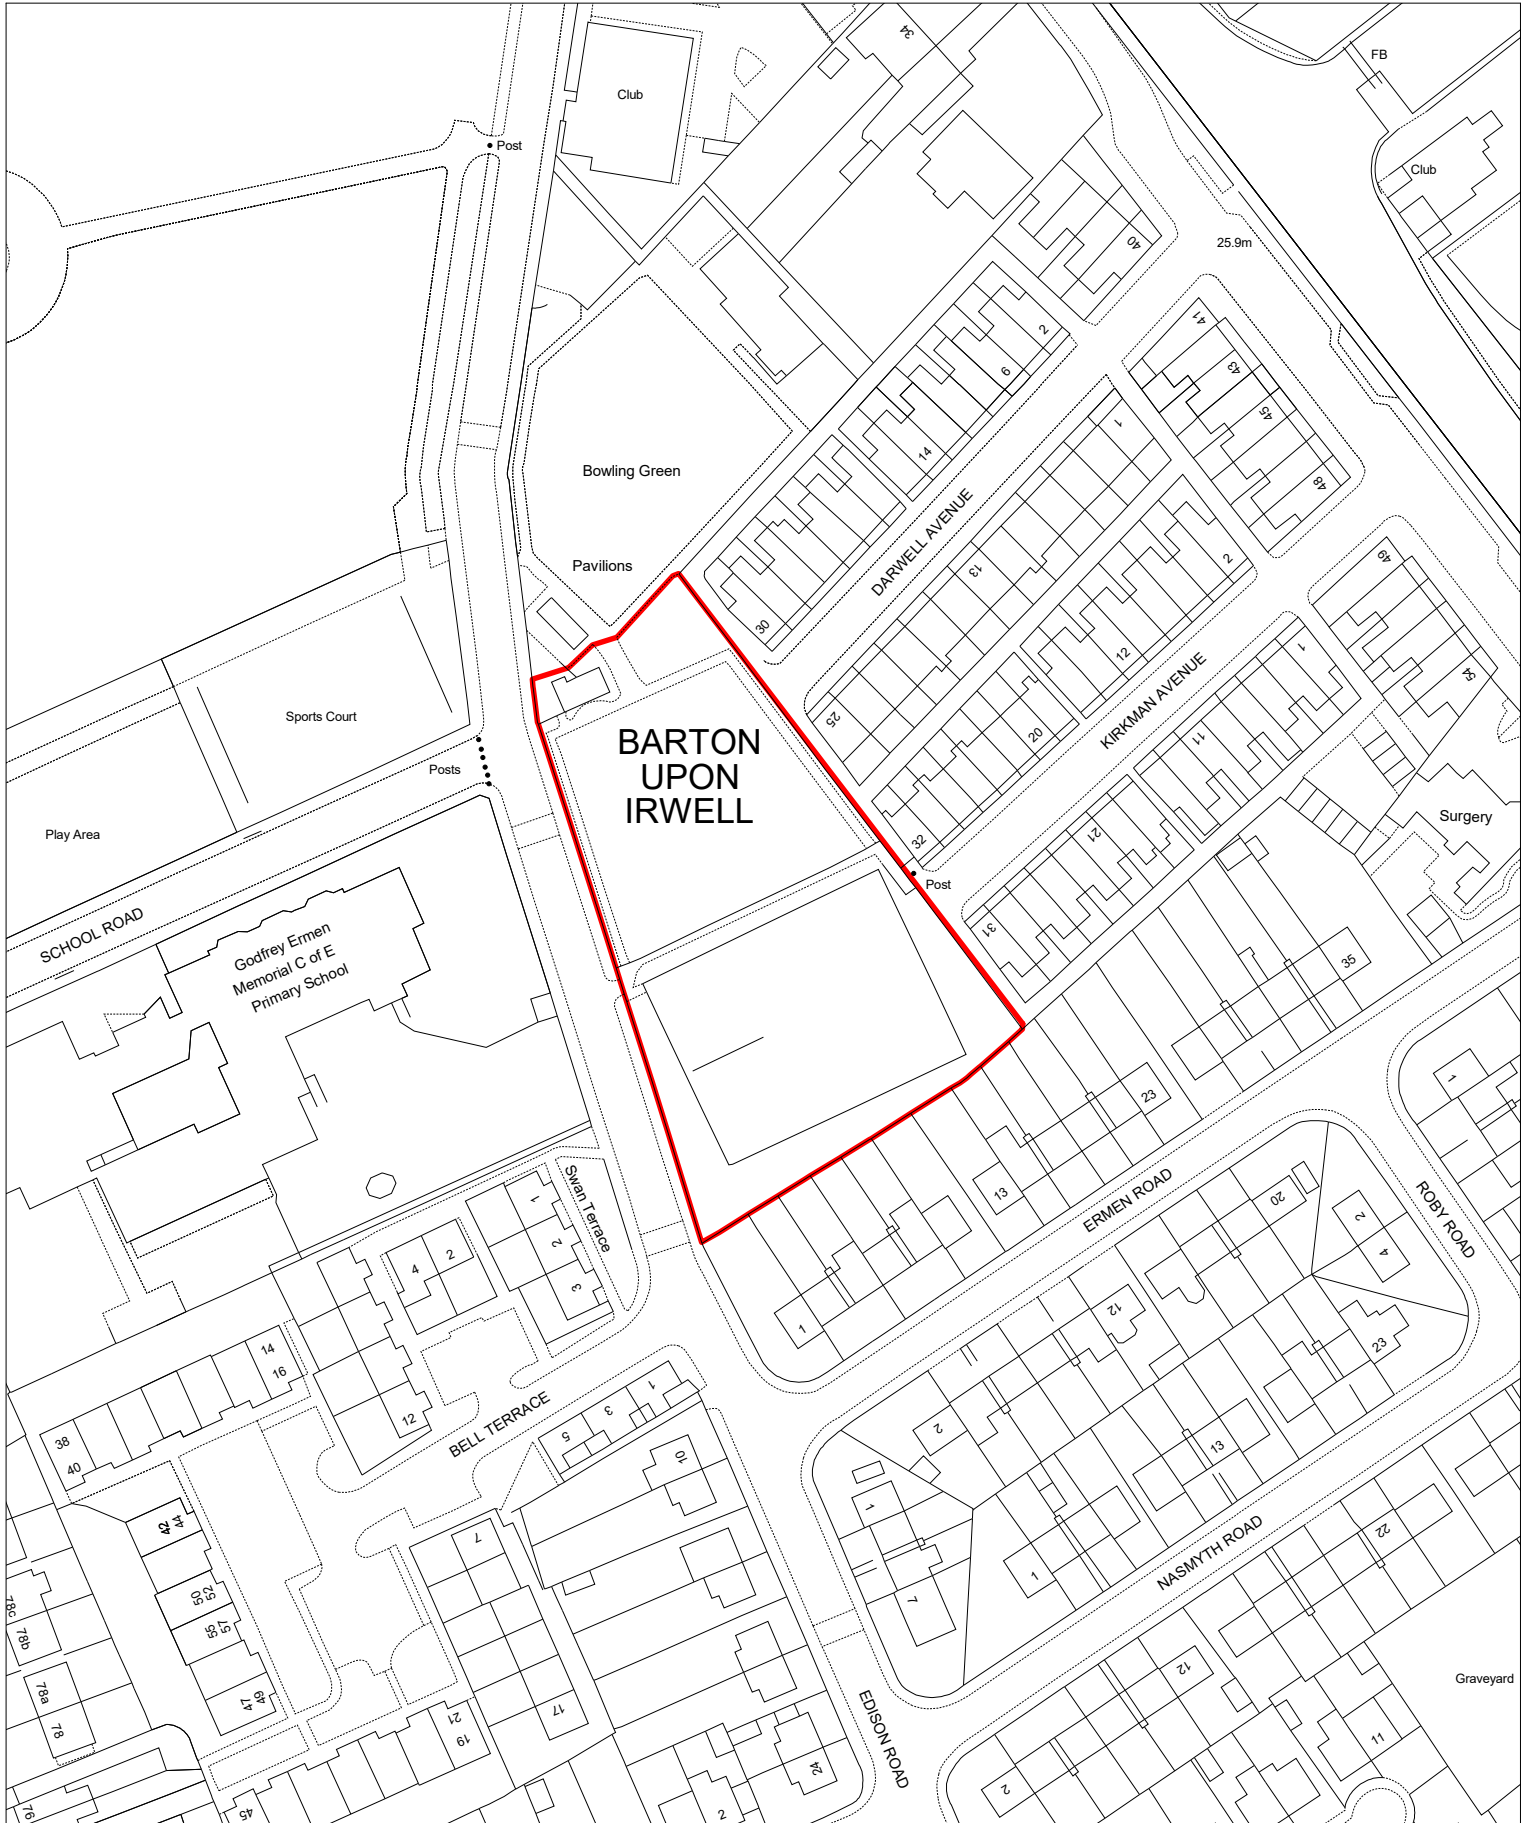 34
FB
Club
Post
Club
40
25.9m
2
41
6
43
1
45
14
Bowling Green
48
DARWELL AVENUE
49
Pavilions
13
2
30
1
12
54
KIRKMAN AVENUE
25
Sports Court
11
20
BARTON
UPON
IRWELL
Posts
Play Area
21
Surgery
32
Post
SCHOOL ROAD
31
Godfrey Ermen
Memorial C of E
Primary School
35
1
23
13
Swan Terrace
1
ERMEN ROAD
20
2
ROBY ROAD
2
4
2
4
3
12
1
23
14
16
1
3
BELL TERRACE
12
5
2
38
40
10
13
1
42
44
7
22
NASMYTH ROAD
1
50
52
78c
7
55
57
78b
12
Graveyard
78a
49
47
EDISON ROAD
17
78
21
19
11
24
2
76
45
2